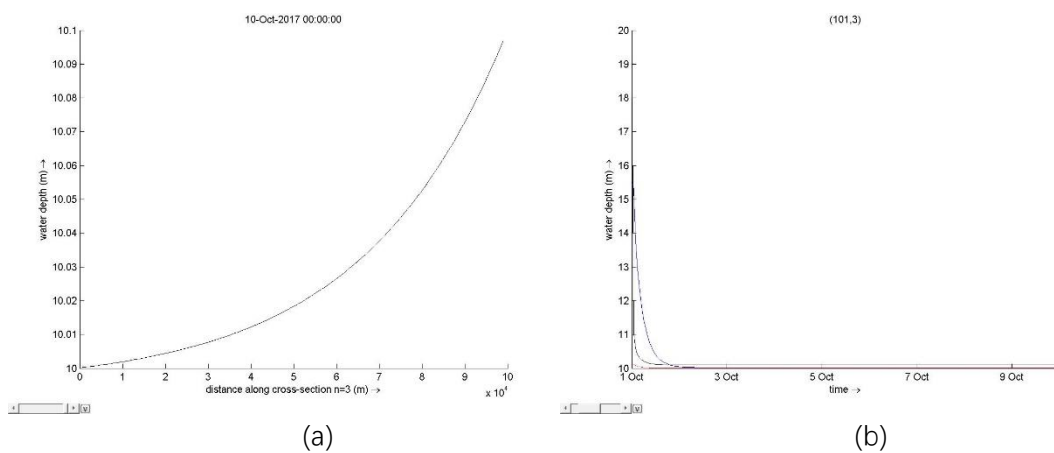 10-Oct-2017 00:00:00
10.1
10.09
10.08
10.07
10.06
10.05
10.04
10.03
10.02
10.01
10
water depth (m) →
0 1 2 3 4 5 6 7 8 9 10
distance along cross-section n=3 (m) →
x 10^4
(a)
(101,3)
20
19
18
17
16
15
14
13
12
11
10
water depth (m) →
1 Oct 3 Oct 5 Oct 7 Oct 9 Oct
time →
(b)